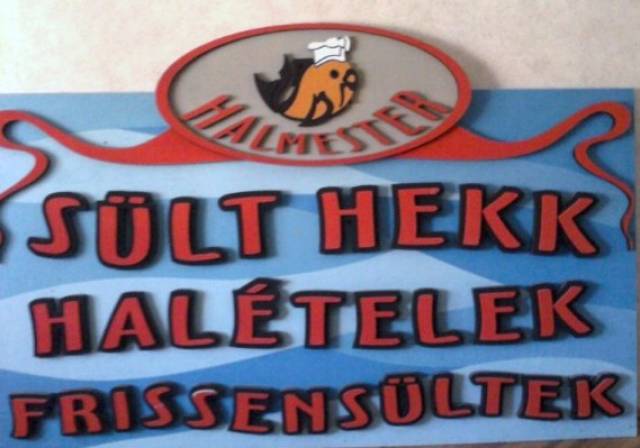 HALMESTER
SÜLT HEKK
HALÉTELEK
FRISSENSÜLTEK